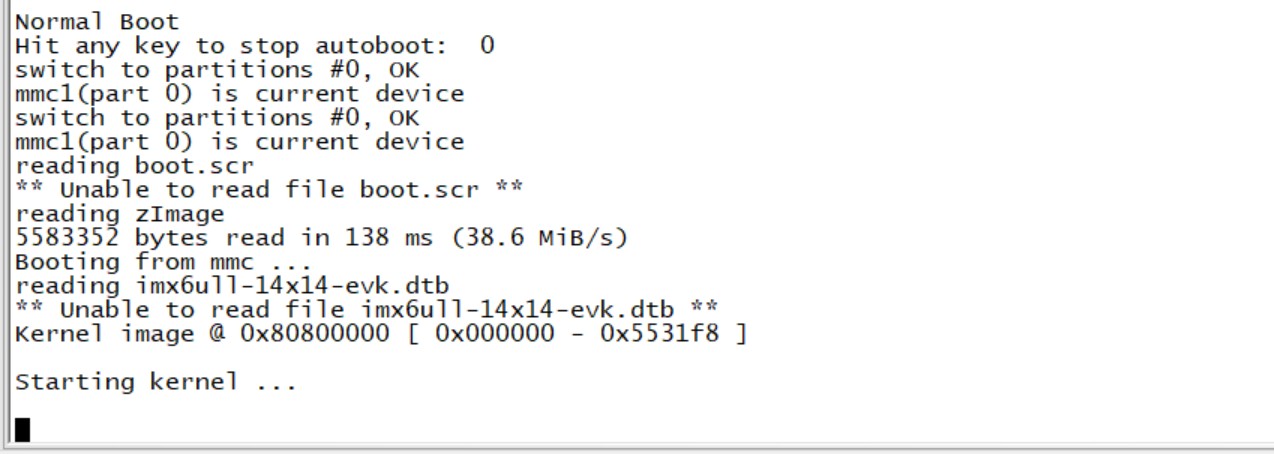 Normal Boot
Hit any key to stop autoboot:  0
switch to partitions #0, OK
mmc1(part 0) is current device
switch to partitions #0, OK
mmc1(part 0) is current device
reading boot.scr
** Unable to read file boot.scr **
reading zImage
5583352 bytes read in 138 ms (38.6 MiB/s)
Booting from mmc ...
reading imx6ull-14x14-evk.dtb
** Unable to read file imx6ull-14x14-evk.dtb **
Kernel image @ 0x80800000 [ 0x000000 - 0x5531f8 ]
Starting kernel ...